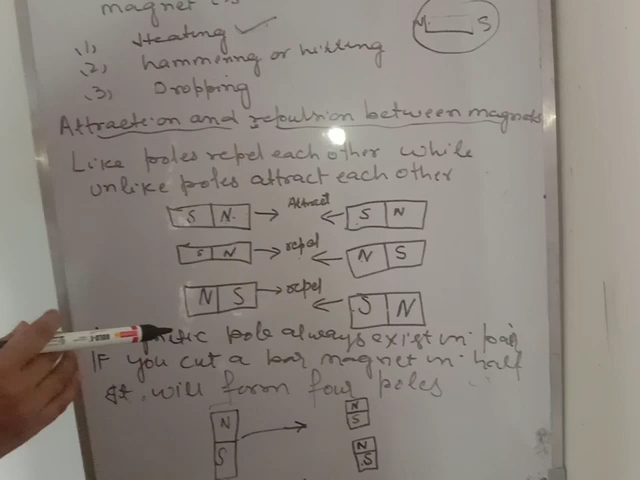 magnet is
(1) Heating ✓
(2) hammering or hitting
(3) Dropping
S
Attraction and repulsion between magnets
Like poles repel each other while
unlike poles attract each other
S N → Attract ← S N
S N → repel ← N S
N S → repel ← S N
pole always exist in pair
If you cut a bar magnet in half
it will form four poles
N → N
S S
N
S